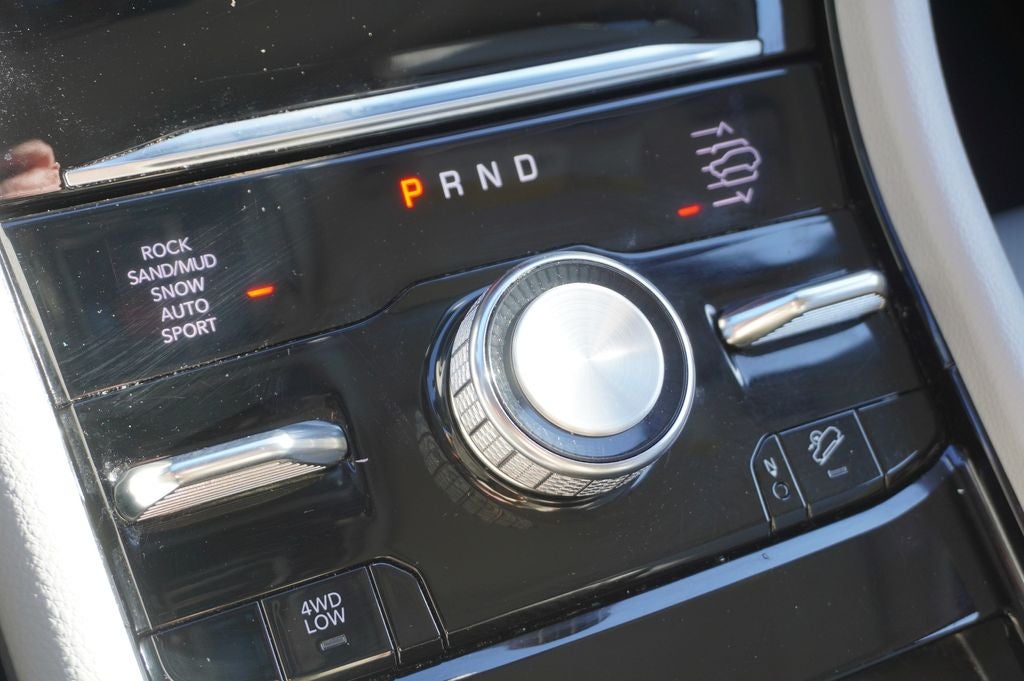 P R N D
ROCK
SAND/MUD
SNOW
AUTO
SPORT
4WD
LOW
N